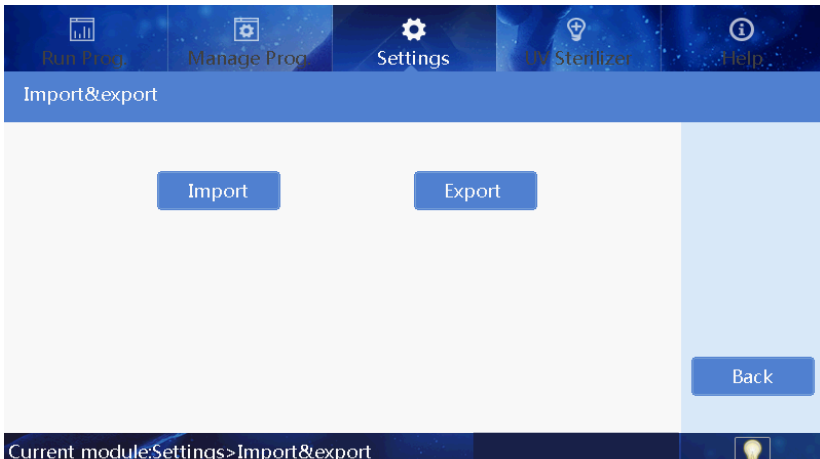 Run Prog
Manage Prog
Settings
UV Sterilizer
Help
Import&export
Import
Export
Back
Current module:Settings>Import&export